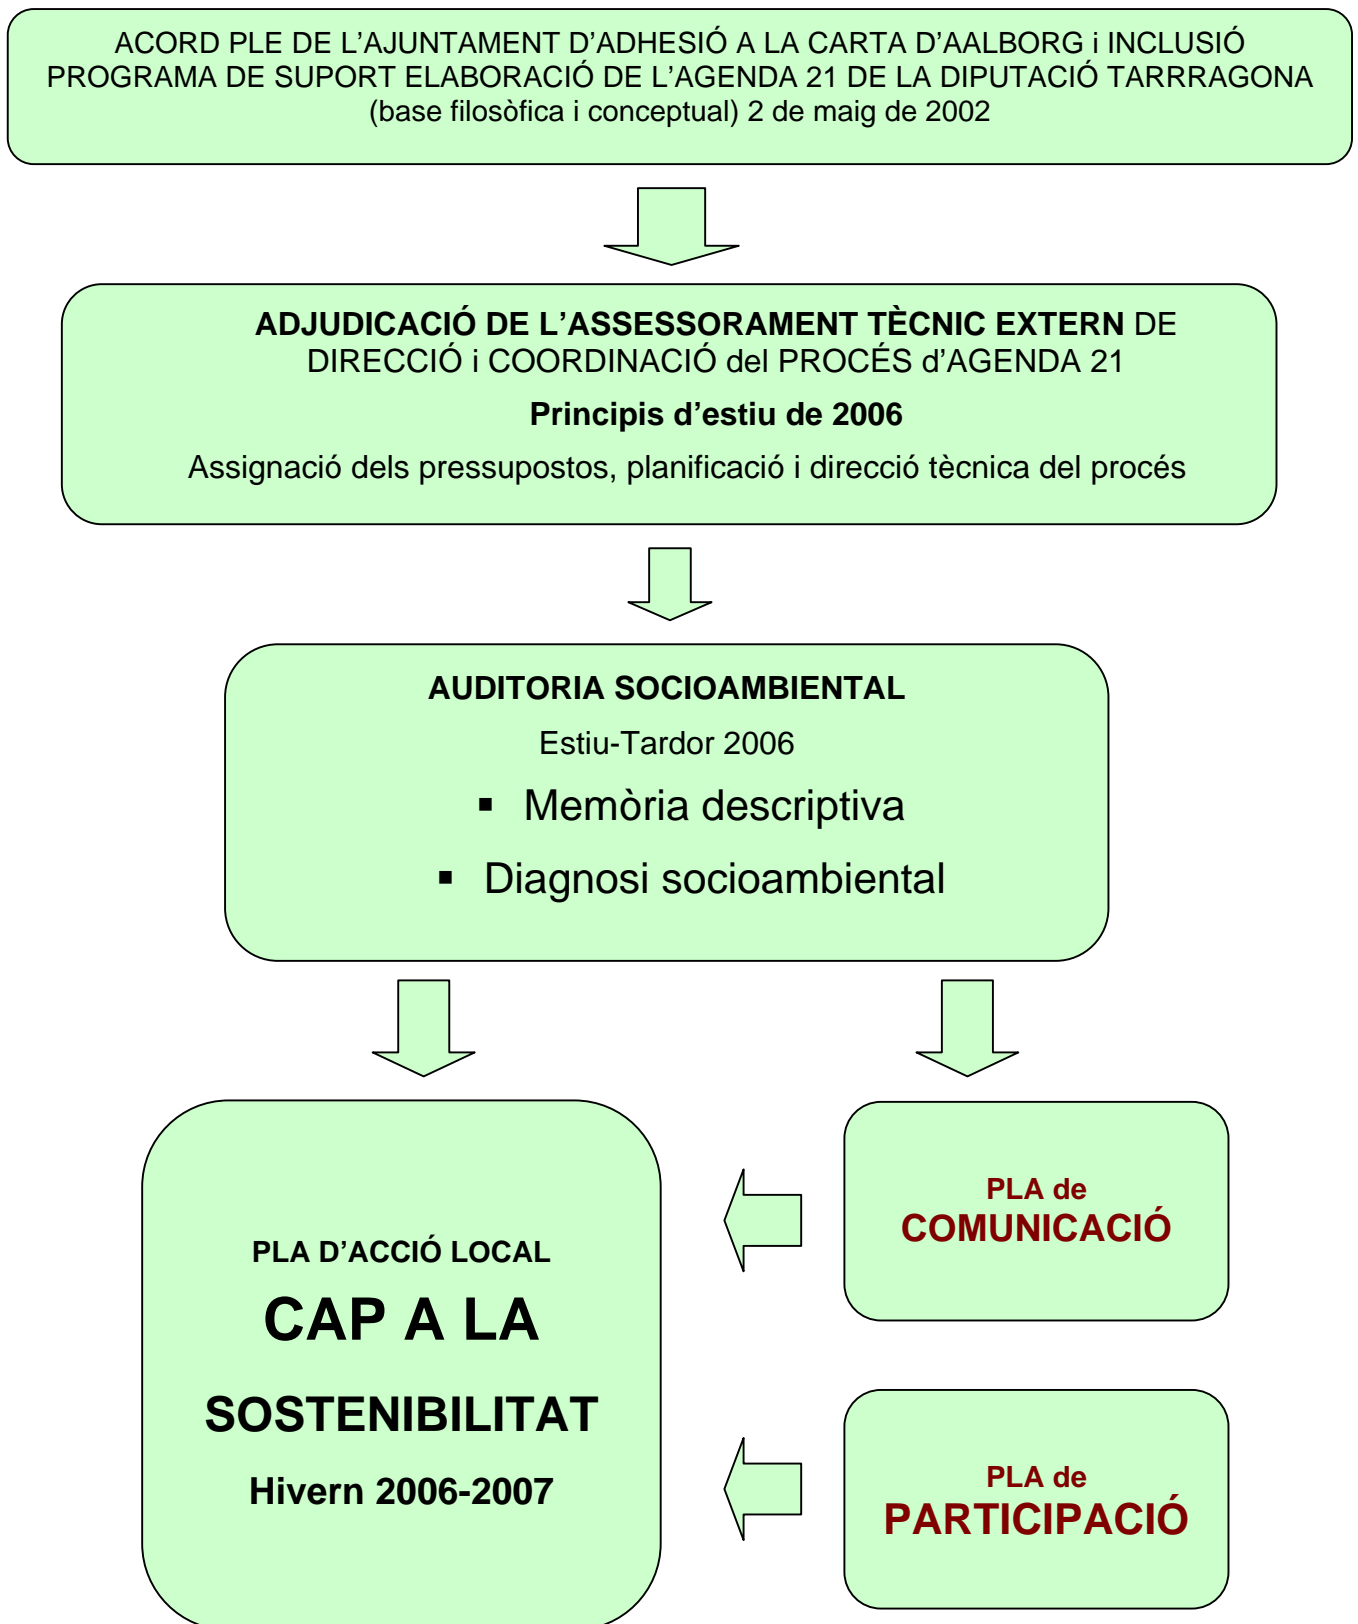 ACORD PLE DE L’AJUNTAMENT D’ADHESIÓ A LA CARTA D’AALBORG i INCLUSIÓ
PROGRAMA DE SUPORT ELABORACIÓ DE L’AGENDA 21 DE LA DIPUTACIÓ TARRRAGONA
(base filosòfica i conceptual) 2 de maig de 2002
ADJUDICACIÓ DE L’ASSESSORAMENT TÈCNIC EXTERN DE
DIRECCIÓ i COORDINACIÓ del PROCÉS d’AGENDA 21
Principis d’estiu de 2006
Assignació dels pressupostos, planificació i direcció tècnica del procés
AUDITORIA SOCIOAMBIENTAL
Estiu-Tardor 2006
▪ Memòria descriptiva
▪ Diagnosi socioambiental
PLA D’ACCIÓ LOCAL
CAP A LA
SOSTENIBILITAT
Hivern 2006-2007
PLA de
COMUNICACIÓ
PLA de
PARTICIPACIÓ